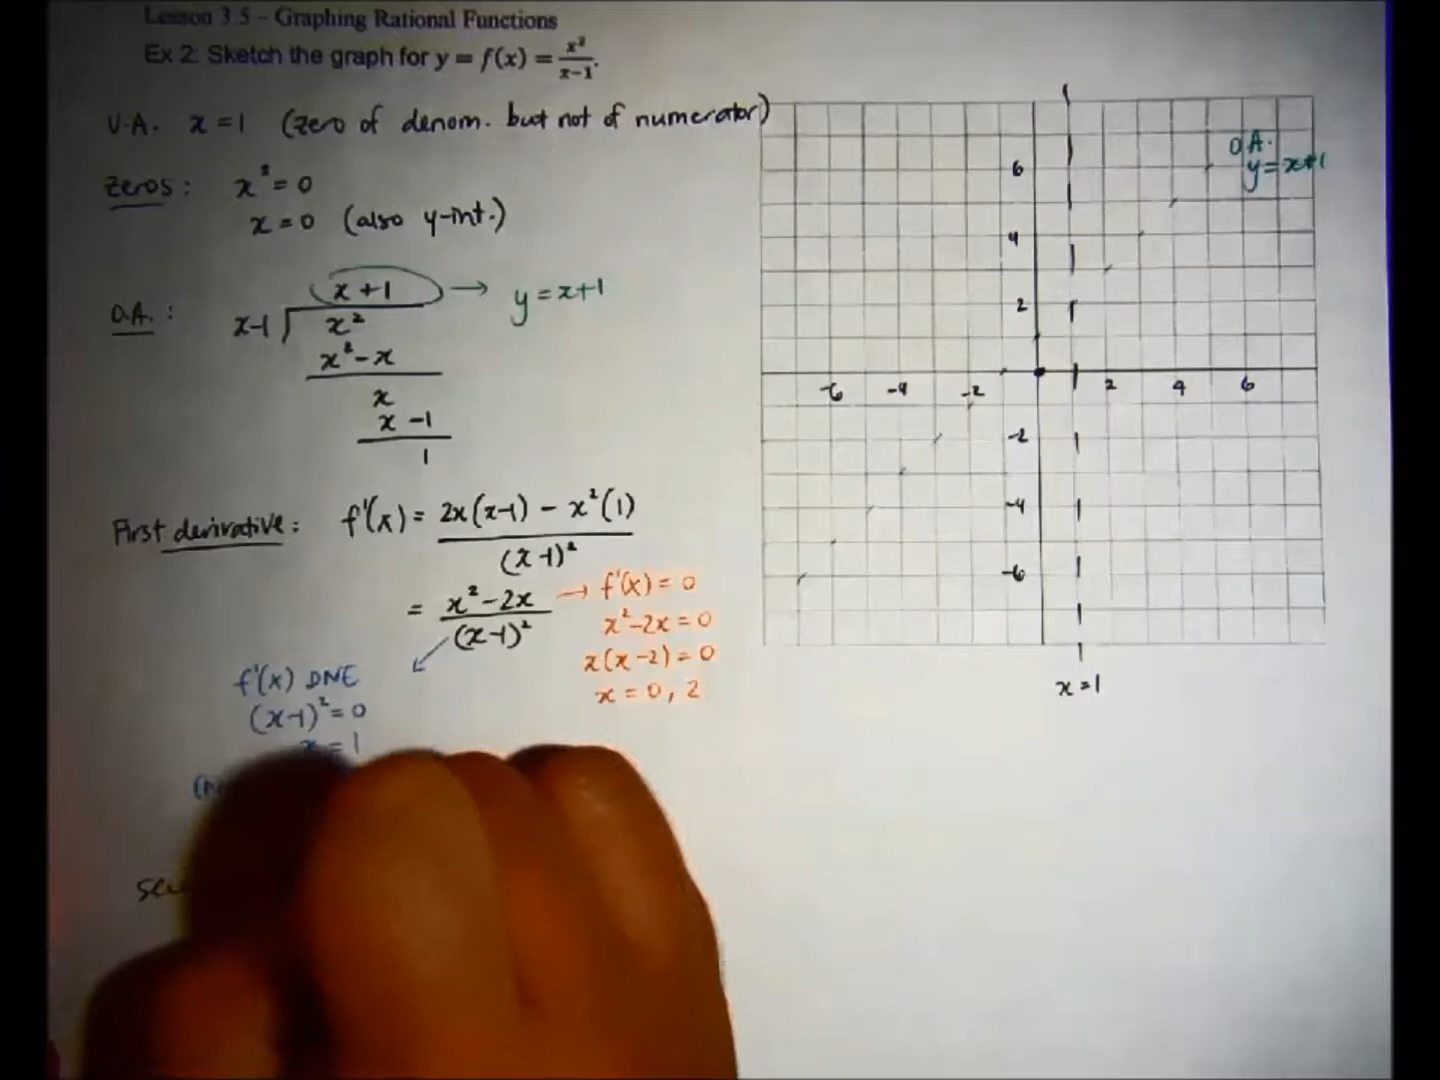 Lesson 3.5 – Graphing Rational Functions
Ex 2: Sketch the graph for y = f(x) = x²/(x−1).
V.A. x = 1 (zero of denom. but not of numerator)
zeros: x² = 0
x = 0 (also y-int.)
O.A.:
x + 1 → y = x+1
x-1 x²
x² - x
x
x - 1
1
First derivative: f'(x) = 2x(x-1) - x²(1)
(x-1)²
= x² - 2x → f'(x) = 0
(x-1)² x² - 2x = 0
x(x-2) = 0
x = 0, 2
f'(x) DNE
(x-1)² = 0
x = 1
O.A.
y = x+1
6
4
2
-6 -4 -2 2 4 6
-2
-4
-6
x = 1